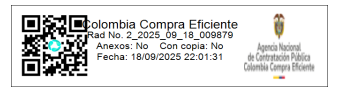 Colombia Compra Eficiente
Rad No. 2_2025_09_18_009879
Anexos: No Con copia: No
Fecha: 18/09/2025 22:01:31
Agencia Nacional
de Contratación Pública
Colombia Compra Eficiente